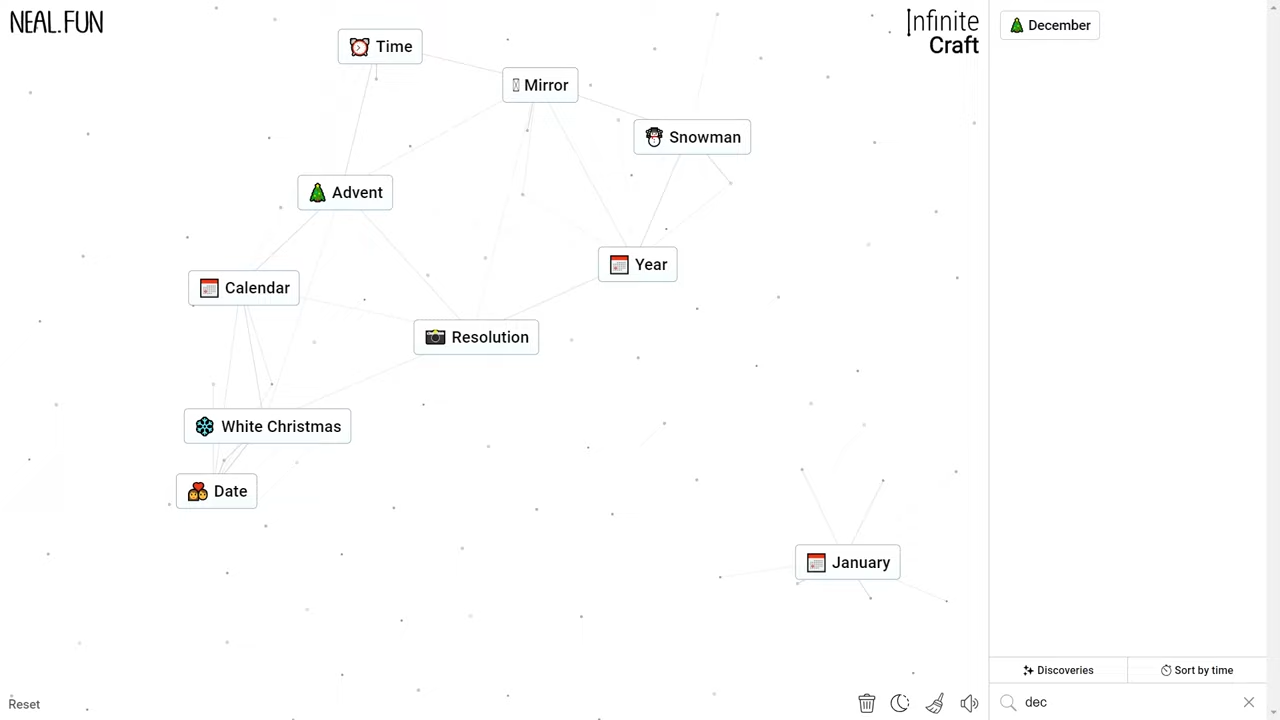 NEAL.FUN
Infinite
Craft
Time
Mirror
Snowman
Advent
Year
Calendar
Resolution
White Christmas
Date
January
Reset
December
Discoveries
Sort by time
dec